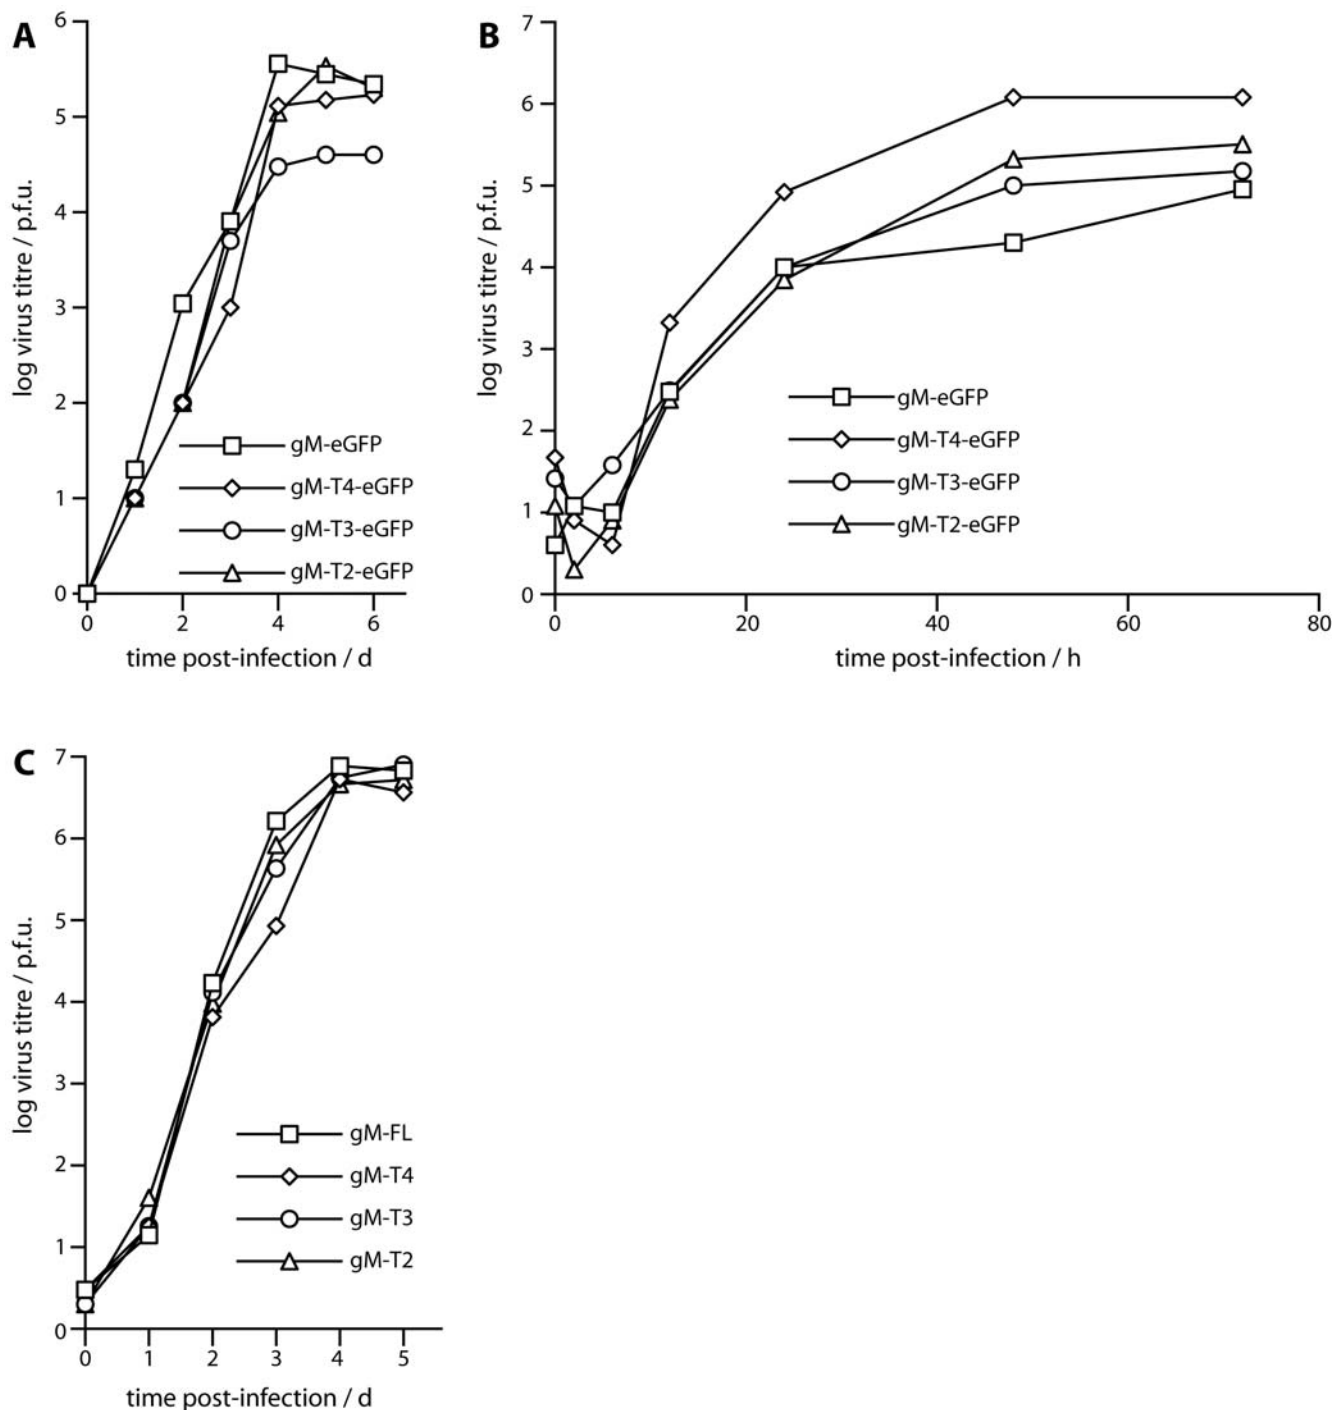 A
log virus titre / p.f.u.
6
5
4
3
2
1
0
0 2 4 6
time post-infection / d
gM-eGFP
gM-T4-eGFP
gM-T3-eGFP
gM-T2-eGFP
B
log virus titre / p.f.u.
7
6
5
4
3
2
1
0
0 20 40 60 80
time post-infection / h
gM-eGFP
gM-T4-eGFP
gM-T3-eGFP
gM-T2-eGFP
C
log virus titre / p.f.u.
7
6
5
4
3
2
1
0
0 1 2 3 4 5
time post-infection / d
gM-FL
gM-T4
gM-T3
gM-T2